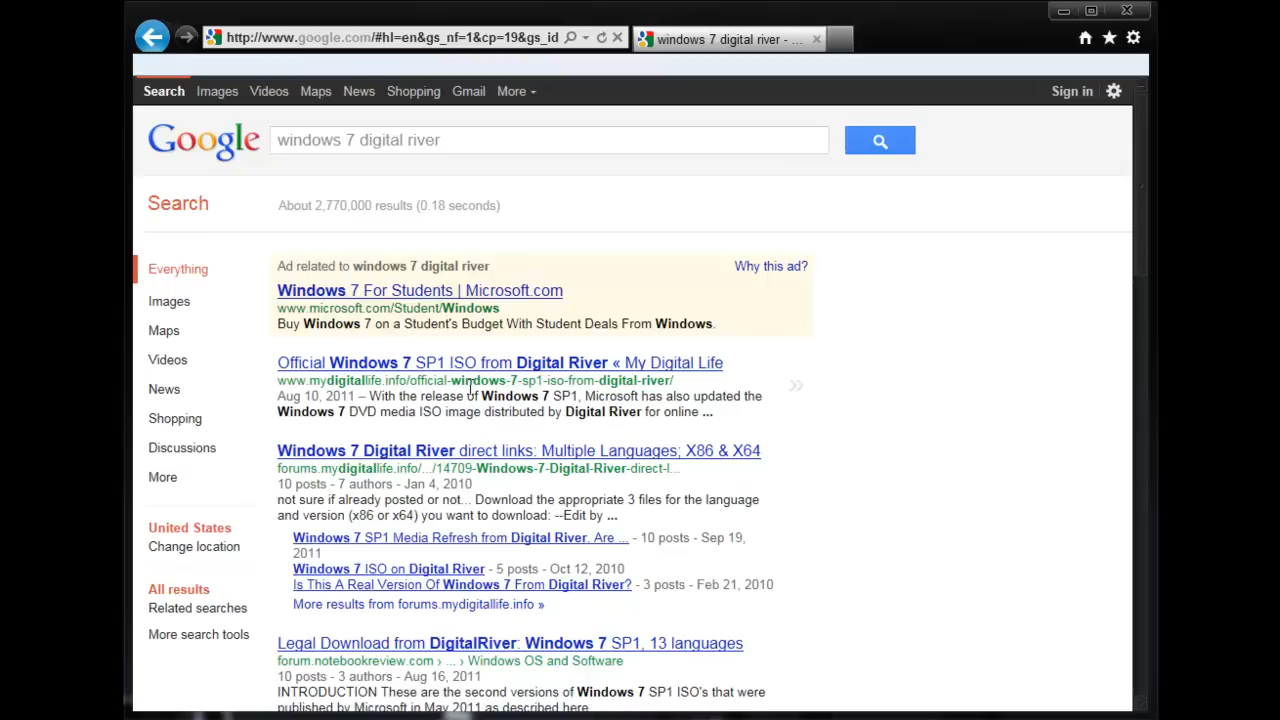 http://www.google.com/#hl=en&gs_nf=1&cp=19&gs_id
windows 7 digital river - ...
Search Images Videos Maps News Shopping Gmail More
Sign in
Google
windows 7 digital river
Search
About 2,770,000 results (0.18 seconds)
Everything
Images
Maps
Videos
News
Shopping
Discussions
More
United States
Change location
All results
Related searches
More search tools
Ad related to windows 7 digital river
Why this ad?
Windows 7 For Students | Microsoft.com
www.microsoft.com/Student/Windows
Buy Windows 7 on a Student's Budget With Student Deals From Windows.
Official Windows 7 SP1 ISO from Digital River « My Digital Life
www.mydigitallife.info/official-windows-7-sp1-iso-from-digital-river/
Aug 10, 2011 – With the release of Windows 7 SP1, Microsoft has also updated the
Windows 7 DVD media ISO image distributed by Digital River for online ...
Windows 7 Digital River direct links: Multiple Languages; X86 & X64
forums.mydigitallife.info/.../14709-Windows-7-Digital-River-direct-l...
10 posts - 7 authors - Jan 4, 2010
not sure if already posted or not... Download the appropriate 3 files for the language
and version (x86 or x64) you want to download: --Edit by ...
Windows 7 SP1 Media Refresh from Digital River. Are ... - 10 posts - Sep 19,
2011
Windows 7 ISO on Digital River - 5 posts - Oct 12, 2010
Is This A Real Version Of Windows 7 From Digital River? - 3 posts - Feb 21, 2010
More results from forums.mydigitallife.info »
Legal Download from DigitalRiver: Windows 7 SP1, 13 languages
forum.notebookreview.com › ... › Windows OS and Software
10 posts - 3 authors - Aug 16, 2011
INTRODUCTION These are the second versions of Windows 7 SP1 ISO's that were
published by Microsoft in May 2011 as described here